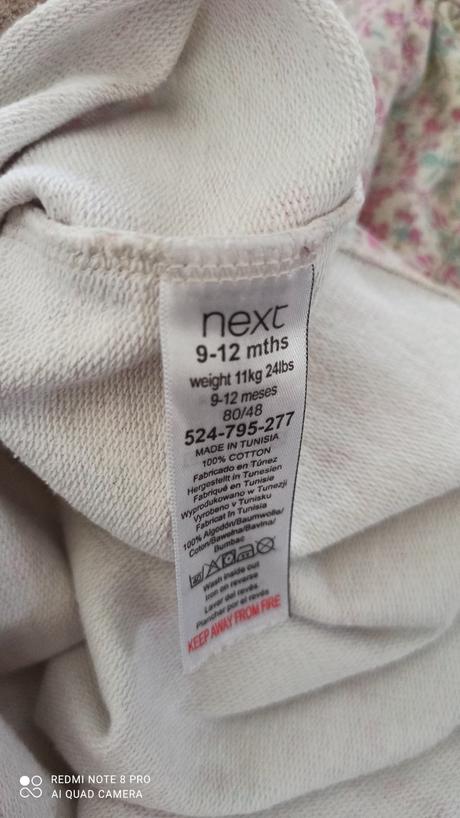 next
9-12 mths
weight 11kg 24lbs
9-12 meses
80/48
524-795-277
MADE IN TUNISIA
100% COTTON
Fabricado en Túnez
Hergestellt in Tunesien
Fabriqué en Tunisie
Wyprodukowano w Tunezji
Vyrobeno v Tunisku
Fabricat în Tunisia
100% Algodón/Baumwolle/
Coton/Bawełna/Bavlna/
Bumbac
40
Wash inside out
Iron on reverse
Lavar del revés.
Planchar por el revés
KEEP AWAY FROM FIRE
REDMI NOTE 8 PRO
AI QUAD CAMERA